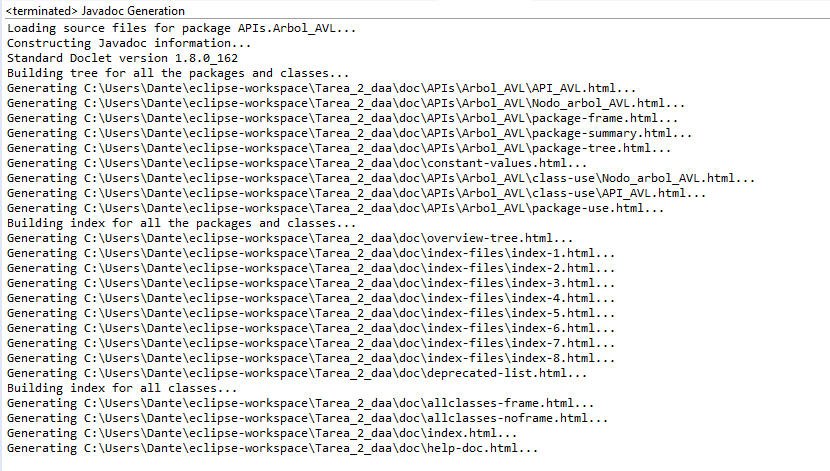 <terminated> Javadoc Generation
Loading source files for package APIs.Arbol_AVL...
Constructing Javadoc information...
Standard Doclet version 1.8.0_162
Building tree for all the packages and classes...
Generating C:\Users\Dante\eclipse-workspace\Tarea_2_daa\doc\APIs\Arbol_AVL\API_AVL.html...
Generating C:\Users\Dante\eclipse-workspace\Tarea_2_daa\doc\APIs\Arbol_AVL\Nodo_arbol_AVL.html...
Generating C:\Users\Dante\eclipse-workspace\Tarea_2_daa\doc\APIs\Arbol_AVL\package-frame.html...
Generating C:\Users\Dante\eclipse-workspace\Tarea_2_daa\doc\APIs\Arbol_AVL\package-summary.html...
Generating C:\Users\Dante\eclipse-workspace\Tarea_2_daa\doc\APIs\Arbol_AVL\package-tree.html...
Generating C:\Users\Dante\eclipse-workspace\Tarea_2_daa\doc\constant-values.html...
Generating C:\Users\Dante\eclipse-workspace\Tarea_2_daa\doc\APIs\Arbol_AVL\class-use\Nodo_arbol_AVL.html...
Generating C:\Users\Dante\eclipse-workspace\Tarea_2_daa\doc\APIs\Arbol_AVL\class-use\API_AVL.html...
Generating C:\Users\Dante\eclipse-workspace\Tarea_2_daa\doc\APIs\Arbol_AVL\package-use.html...
Building index for all the packages and classes...
Generating C:\Users\Dante\eclipse-workspace\Tarea_2_daa\doc\overview-tree.html...
Generating C:\Users\Dante\eclipse-workspace\Tarea_2_daa\doc\index-files\index-1.html...
Generating C:\Users\Dante\eclipse-workspace\Tarea_2_daa\doc\index-files\index-2.html...
Generating C:\Users\Dante\eclipse-workspace\Tarea_2_daa\doc\index-files\index-3.html...
Generating C:\Users\Dante\eclipse-workspace\Tarea_2_daa\doc\index-files\index-4.html...
Generating C:\Users\Dante\eclipse-workspace\Tarea_2_daa\doc\index-files\index-5.html...
Generating C:\Users\Dante\eclipse-workspace\Tarea_2_daa\doc\index-files\index-6.html...
Generating C:\Users\Dante\eclipse-workspace\Tarea_2_daa\doc\index-files\index-7.html...
Generating C:\Users\Dante\eclipse-workspace\Tarea_2_daa\doc\index-files\index-8.html...
Generating C:\Users\Dante\eclipse-workspace\Tarea_2_daa\doc\deprecated-list.html...
Building index for all classes...
Generating C:\Users\Dante\eclipse-workspace\Tarea_2_daa\doc\allclasses-frame.html...
Generating C:\Users\Dante\eclipse-workspace\Tarea_2_daa\doc\allclasses-noframe.html...
Generating C:\Users\Dante\eclipse-workspace\Tarea_2_daa\doc\index.html...
Generating C:\Users\Dante\eclipse-workspace\Tarea_2_daa\doc\help-doc.html...